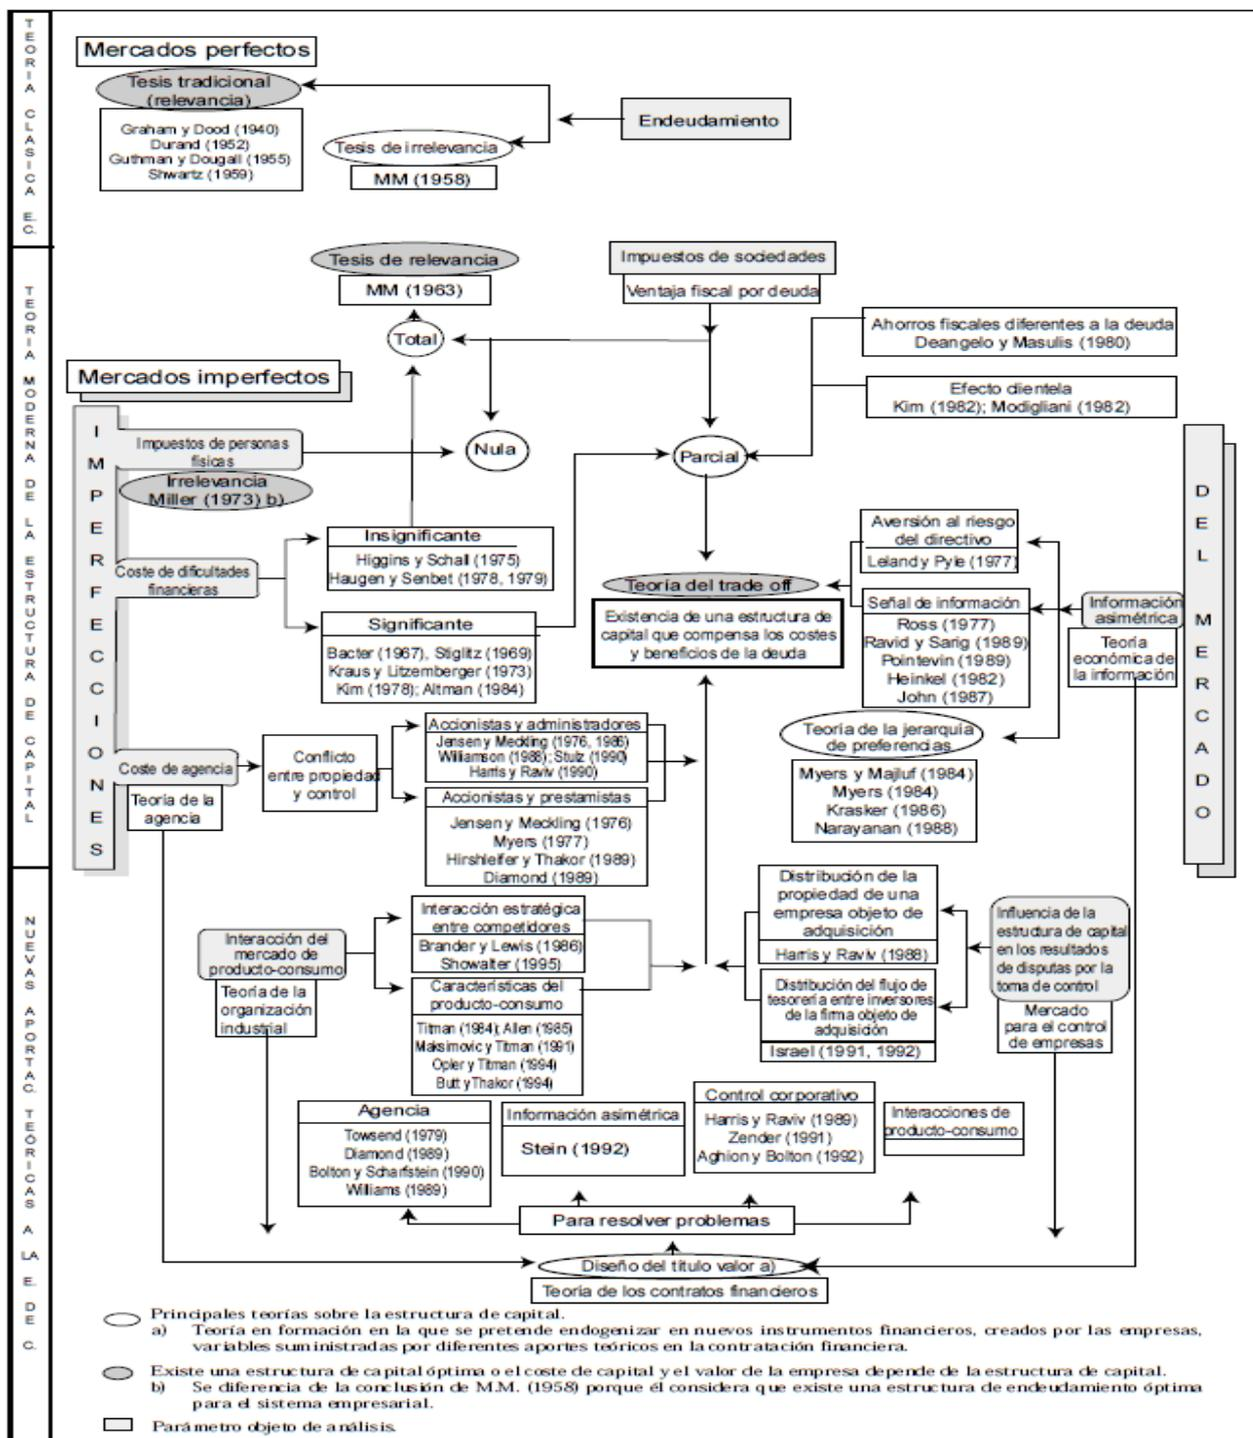 TEORIA CLASICA E.C.
Mercados perfectos
Tesis tradicional
(relevancia)
Graham y Dood (1940)
Durand (1952)
Guthman y Dougall (1955)
Shwartz (1959)
Tesis de irrelevancia
MM (1958)
Endeudamiento
TEORIA MODERNA DE LA ESTRUCTURA DE CAPITAL
Tesis de relevancia
MM (1963)
Total
Impuestos de sociedades
Ventaja fiscal por deuda
Ahorros fiscales diferentes a la deuda
Deangelo y Masulis (1980)
Efecto clientela
Kim (1982); Modigliani (1982)
Mercados imperfectos
IMPERFECCIONES
DEL MERCADO
Impuestos de personas
físicas
Irrelevancia
Miller (1973) b)
Nula
Parcial
Coste de dificultades
financieras
Insignificante
Higgins y Schall (1975)
Haugen y Senbet (1978, 1979)
Significante
Bacter (1967), Stiglitz (1969)
Kraus y Litzemberger (1973)
Kim (1978); Altman (1984)
Teoría del trade off
Existencia de una estructura de
capital que compensa los costes
y beneficios de la deuda
Aversión al riesgo
del directivo
Leland y Pyle (1977)
Señal de información
Ross (1977)
Ravid y Sarig (1989)
Pointevin (1989)
Heinkel (1982)
John (1987)
Información
asimétrica
Teoría
económica de
la información
Teoría de la jerarquía
de preferencias
Myers y Majluf (1984)
Myers (1984)
Krasker (1986)
Narayanan (1988)
Coste de agencia
Teoría de la
agencia
Conflicto
entre propiedad
y control
Accionistas y administradores
Jensen y Meckling (1976, 1986)
Williamson (1988); Stulz (1990)
Harris y Raviv (1990)
Accionistas y prestamistas
Jensen y Meckling (1976)
Myers (1977)
Hirshleifer y Thakor (1989)
Diamond (1989)
NUEVAS APORTAC. TEÓRICAS A LA E. DE C.
Interacción del
mercado de
producto-consumo
Teoría de la
organización
industrial
Interacción estratégica
entre competidores
Brander y Lewis (1986)
Showalter (1995)
Características del
producto-consumo
Titman (1984); Allen (1985)
Maksimovic y Titman (1991)
Opler y Titman (1994)
Butt y Thakor (1994)
Distribución de la
propiedad de una
empresa objeto de
adquisición
Harris y Raviv (1988)
Distribución del flujo de
tesorería entre inversores
de la firma objeto de
adquisición
Israel (1991, 1992)
Influencia de la
estructura de capital
en los resultados
de disputas por la
toma de control
Mercado
para el control
de empresas
Agencia
Towsend (1979)
Diamond (1989)
Bolton y Scharfstein (1990)
Williams (1989)
Información asimétrica
Stein (1992)
Control corporativo
Harris y Raviv (1989)
Zender (1991)
Aghion y Bolton (1992)
Interacciones de
producto-consumo
Para resolver problemas
Diseño del título valor a)
Teoría de los contratos financieros
Principales teorías sobre la estructura de capital.
a) Teoría en formación en la que se pretende endogenizar en nuevos instrumentos financieros, creados por las empresas,
variables suministradas por diferentes aportes teóricos en la contratación financiera.
Existe una estructura de capital óptima o el coste de capital y el valor de la empresa depende de la estructura de capital.
b) Se diferencia de la conclusión de M.M. (1958) porque él considera que existe una estructura de endeudamiento óptima
para el sistema empresarial.
Parámetro objeto de análisis.